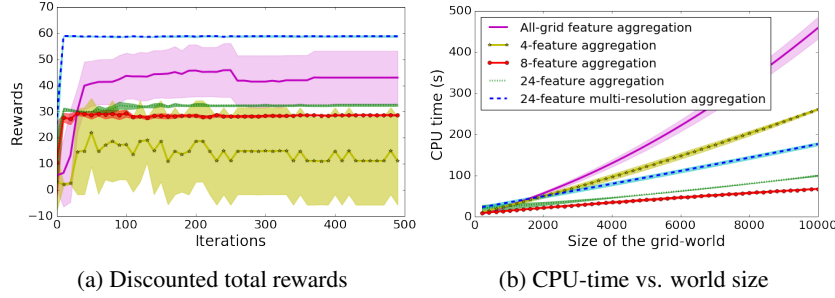 70
60
50
40
30
20
10
0
−10
Rewards
0 100 200 300 400 500
Iterations
(a) Discounted total rewards
500
400
300
200
100
0
CPU time (s)
All-grid feature aggregation
4-feature aggregation
8-feature aggregation
24-feature aggregation
24-feature multi-resolution aggregation
0 2000 4000 6000 8000 10000
Size of the grid-world
(b) CPU-time vs. world size